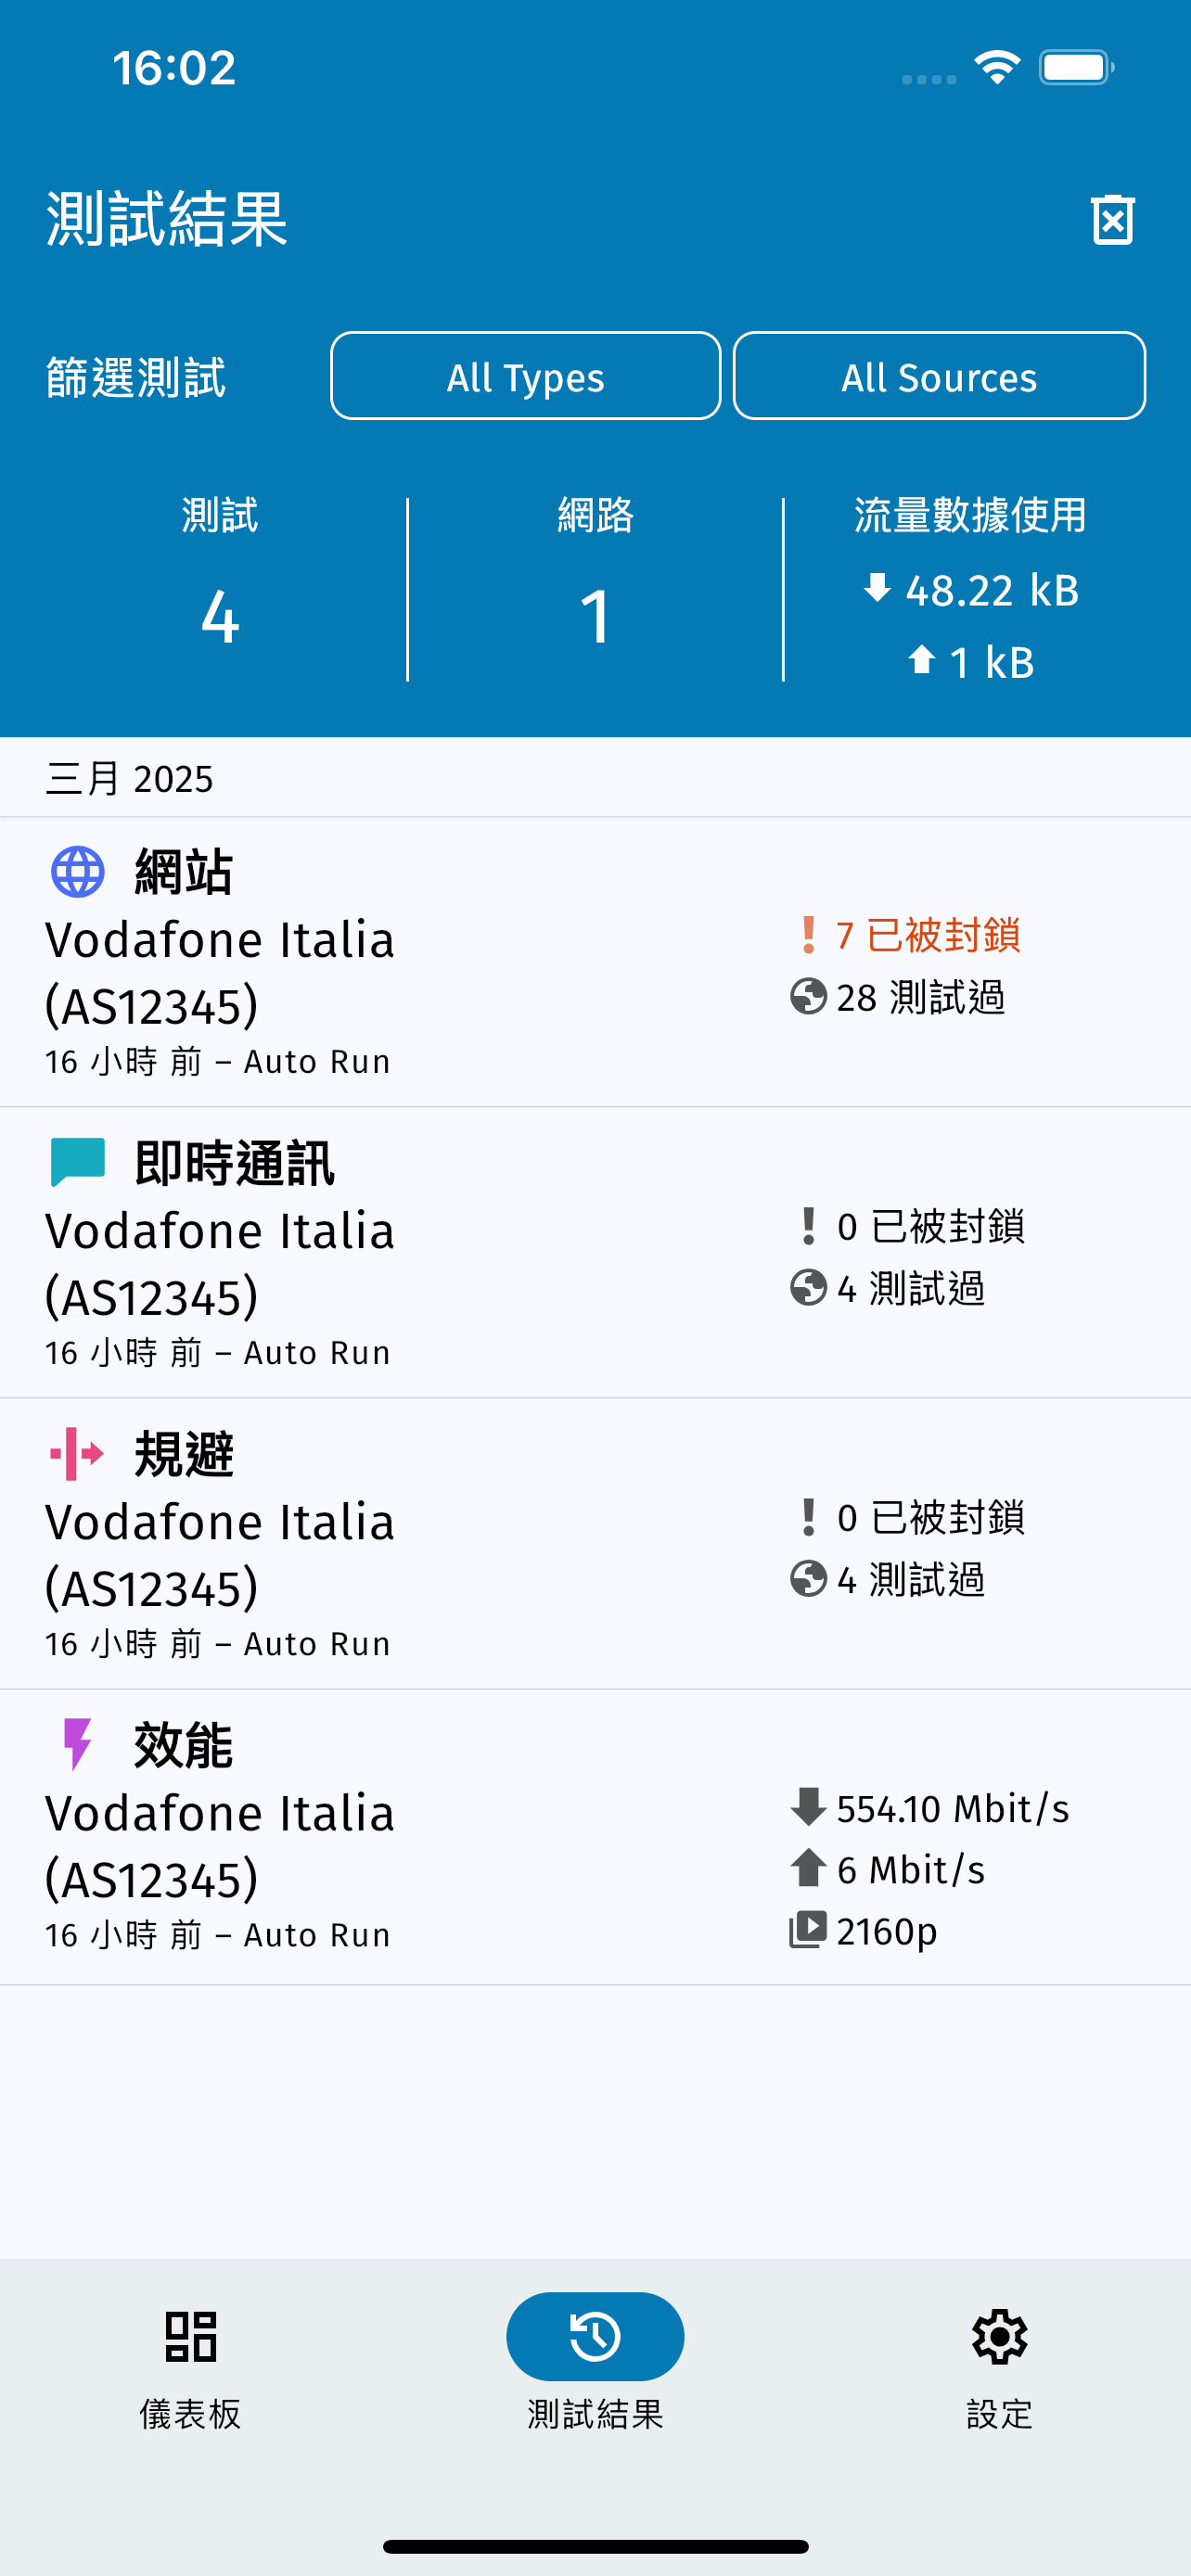 16:02
測試結果
篩選測試
All Types
All Sources
測試
4
網路
1
流量數據使用
48.22 kB
1 kB
三月 2025
網站
Vodafone Italia
(AS12345)
16 小時 前 – Auto Run
7 已被封鎖
28 測試過
即時通訊
Vodafone Italia
(AS12345)
16 小時 前 – Auto Run
0 已被封鎖
4 測試過
規避
Vodafone Italia
(AS12345)
16 小時 前 – Auto Run
0 已被封鎖
4 測試過
效能
Vodafone Italia
(AS12345)
16 小時 前 – Auto Run
554.10 Mbit/s
6 Mbit/s
2160p
儀表板
測試結果
設定